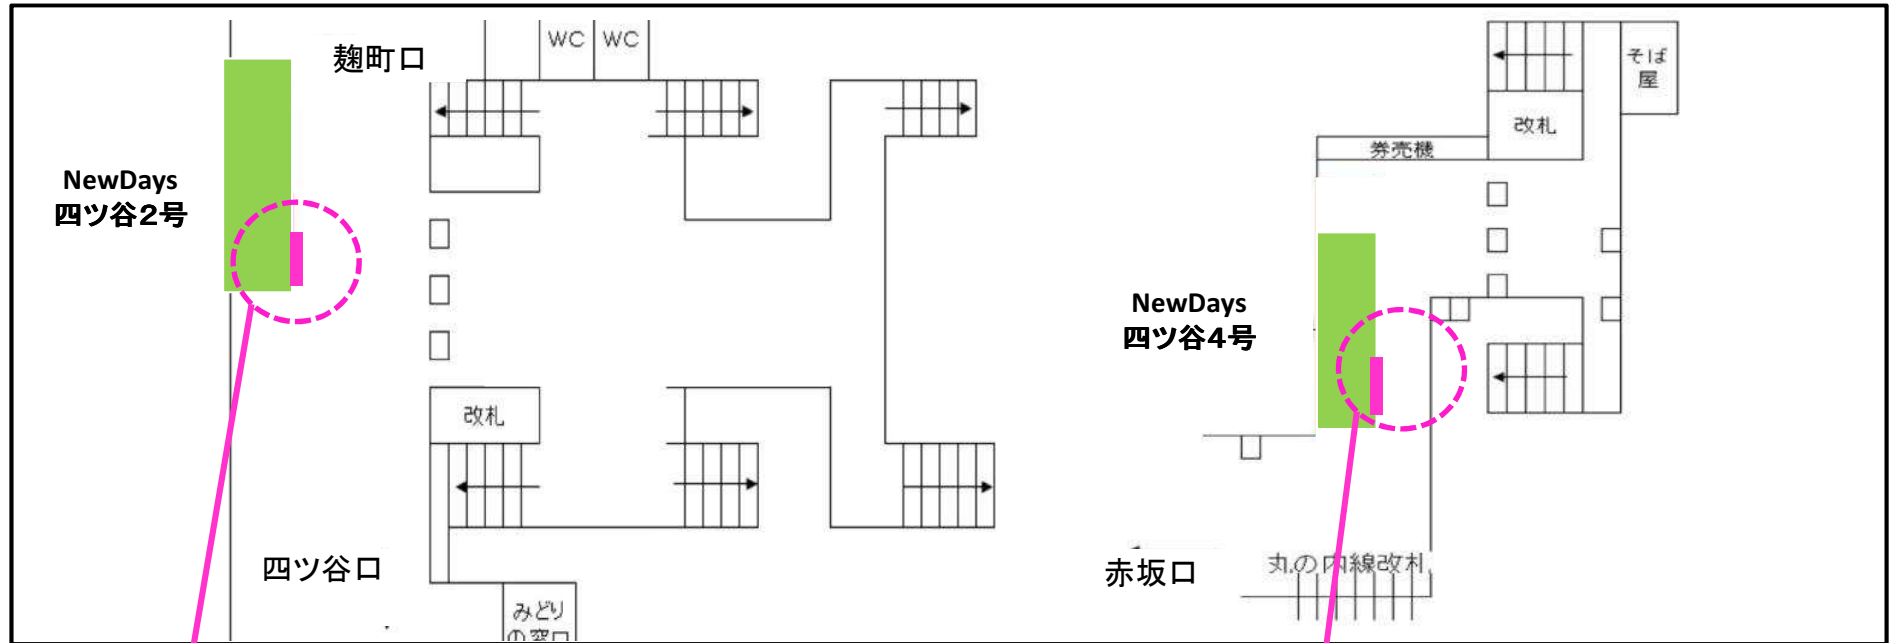 麹町口
WC WC
NewDays
四ツ谷2号
改札
四ツ谷口
みどり
の窓口
そば
屋
改札
券売機
NewDays
四ツ谷4号
赤坂口
丸の内線改札